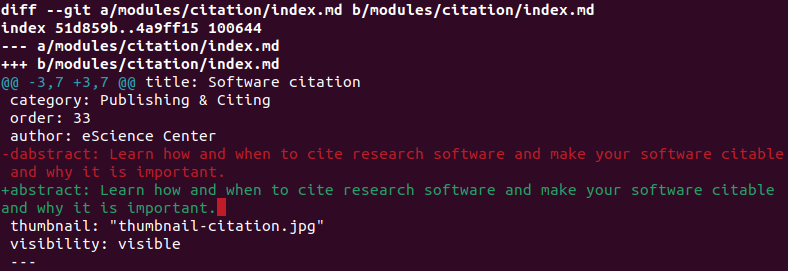 diff --git a/modules/citation/index.md b/modules/citation/index.md
index 51d859b..4a9ff15 100644
--- a/modules/citation/index.md
+++ b/modules/citation/index.md
@@ -3,7 +3,7 @@ title: Software citation
 category: Publishing & Citing
 order: 33
 author: eScience Center
-dabstract: Learn how and when to cite research software and make your software citable
 and why it is important.
+abstract: Learn how and when to cite research software and make your software citable
and why it is important.
 thumbnail: "thumbnail-citation.jpg"
 visibility: visible
 ---